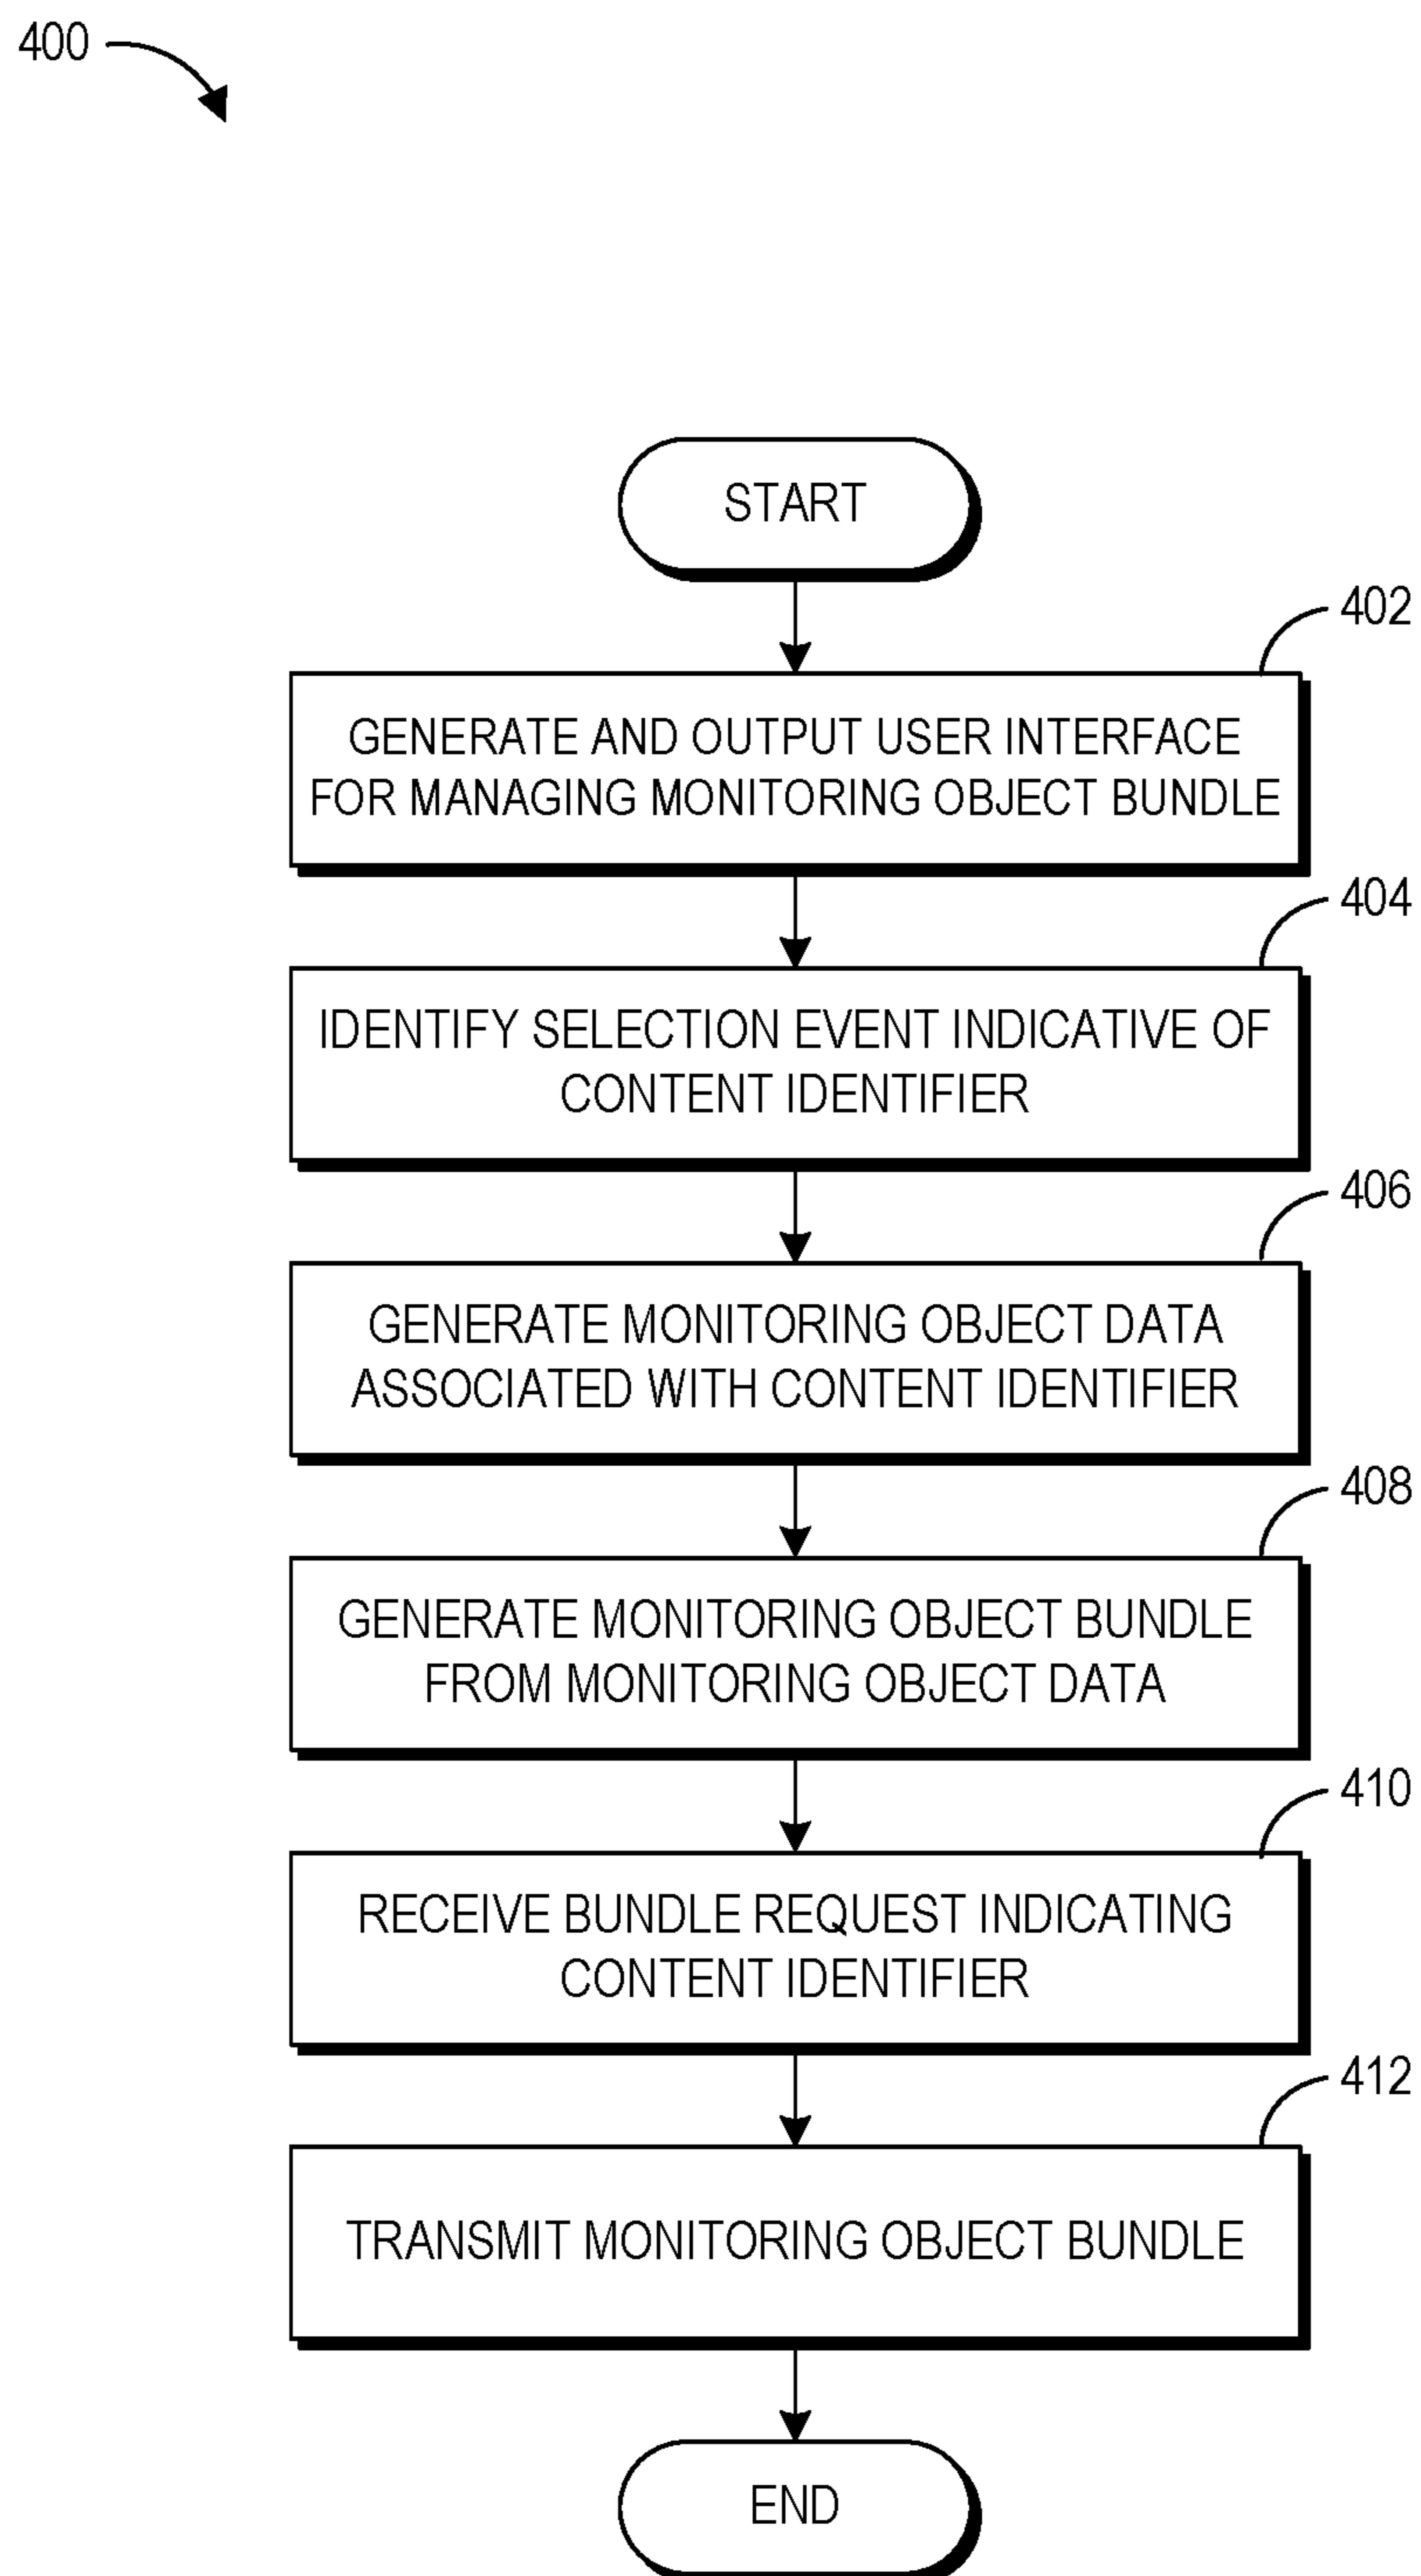 400
START
402
GENERATE AND OUTPUT USER INTERFACE
FOR MANAGING MONITORING OBJECT BUNDLE
404
IDENTIFY SELECTION EVENT INDICATIVE OF
CONTENT IDENTIFIER
406
GENERATE MONITORING OBJECT DATA
ASSOCIATED WITH CONTENT IDENTIFIER
408
GENERATE MONITORING OBJECT BUNDLE
FROM MONITORING OBJECT DATA
410
RECEIVE BUNDLE REQUEST INDICATING
CONTENT IDENTIFIER
412
TRANSMIT MONITORING OBJECT BUNDLE
END